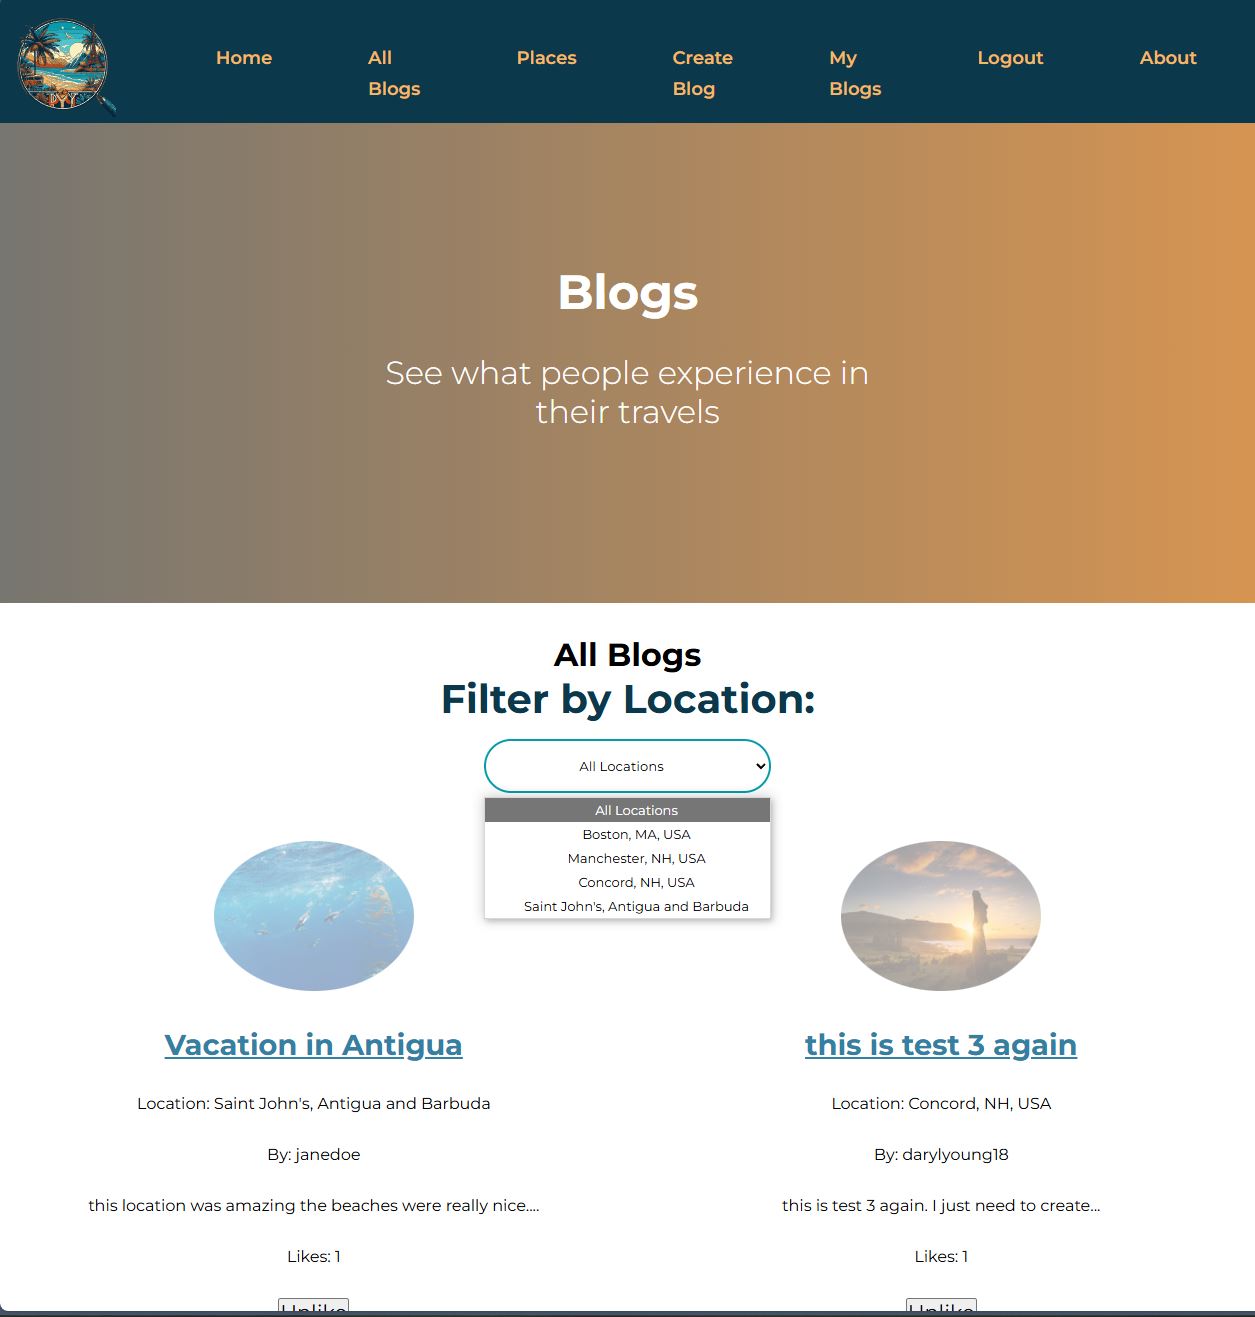 Home
All Blogs
Places
Create Blog
My Blogs
Logout
About
Blogs
See what people experience in
their travels
All Blogs
Filter by Location:
All Locations
All Locations
Boston, MA, USA
Manchester, NH, USA
Concord, NH, USA
Saint John's, Antigua and Barbuda
Vacation in Antigua
Location: Saint John's, Antigua and Barbuda
By: janedoe
this location was amazing the beaches were really nice....
Likes: 1
Unlike
this is test 3 again
Location: Concord, NH, USA
By: darylyoung18
this is test 3 again. I just need to create...
Likes: 1
Unlike